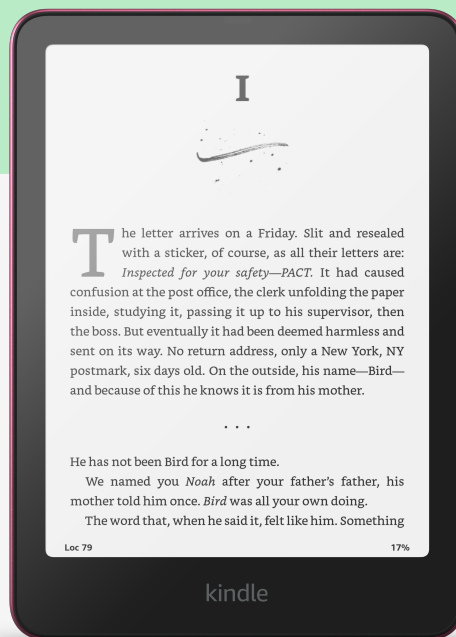 I
The letter arrives on a Friday. Slit and resealed
with a sticker, of course, as all their letters are:
Inspected for your safety—PACT. It had caused
confusion at the post office, the clerk unfolding the paper
inside, studying it, passing it up to his supervisor, then
the boss. But eventually it had been deemed harmless and
sent on its way. No return address, only a New York, NY
postmark, six days old. On the outside, his name—Bird—
and because of this he knows it is from his mother.
. . .
He has not been Bird for a long time.
We named you Noah after your father’s father, his
mother told him once. Bird was all your own doing.
The word that, when he said it, felt like him. Something
Loc 79 17%
kindle